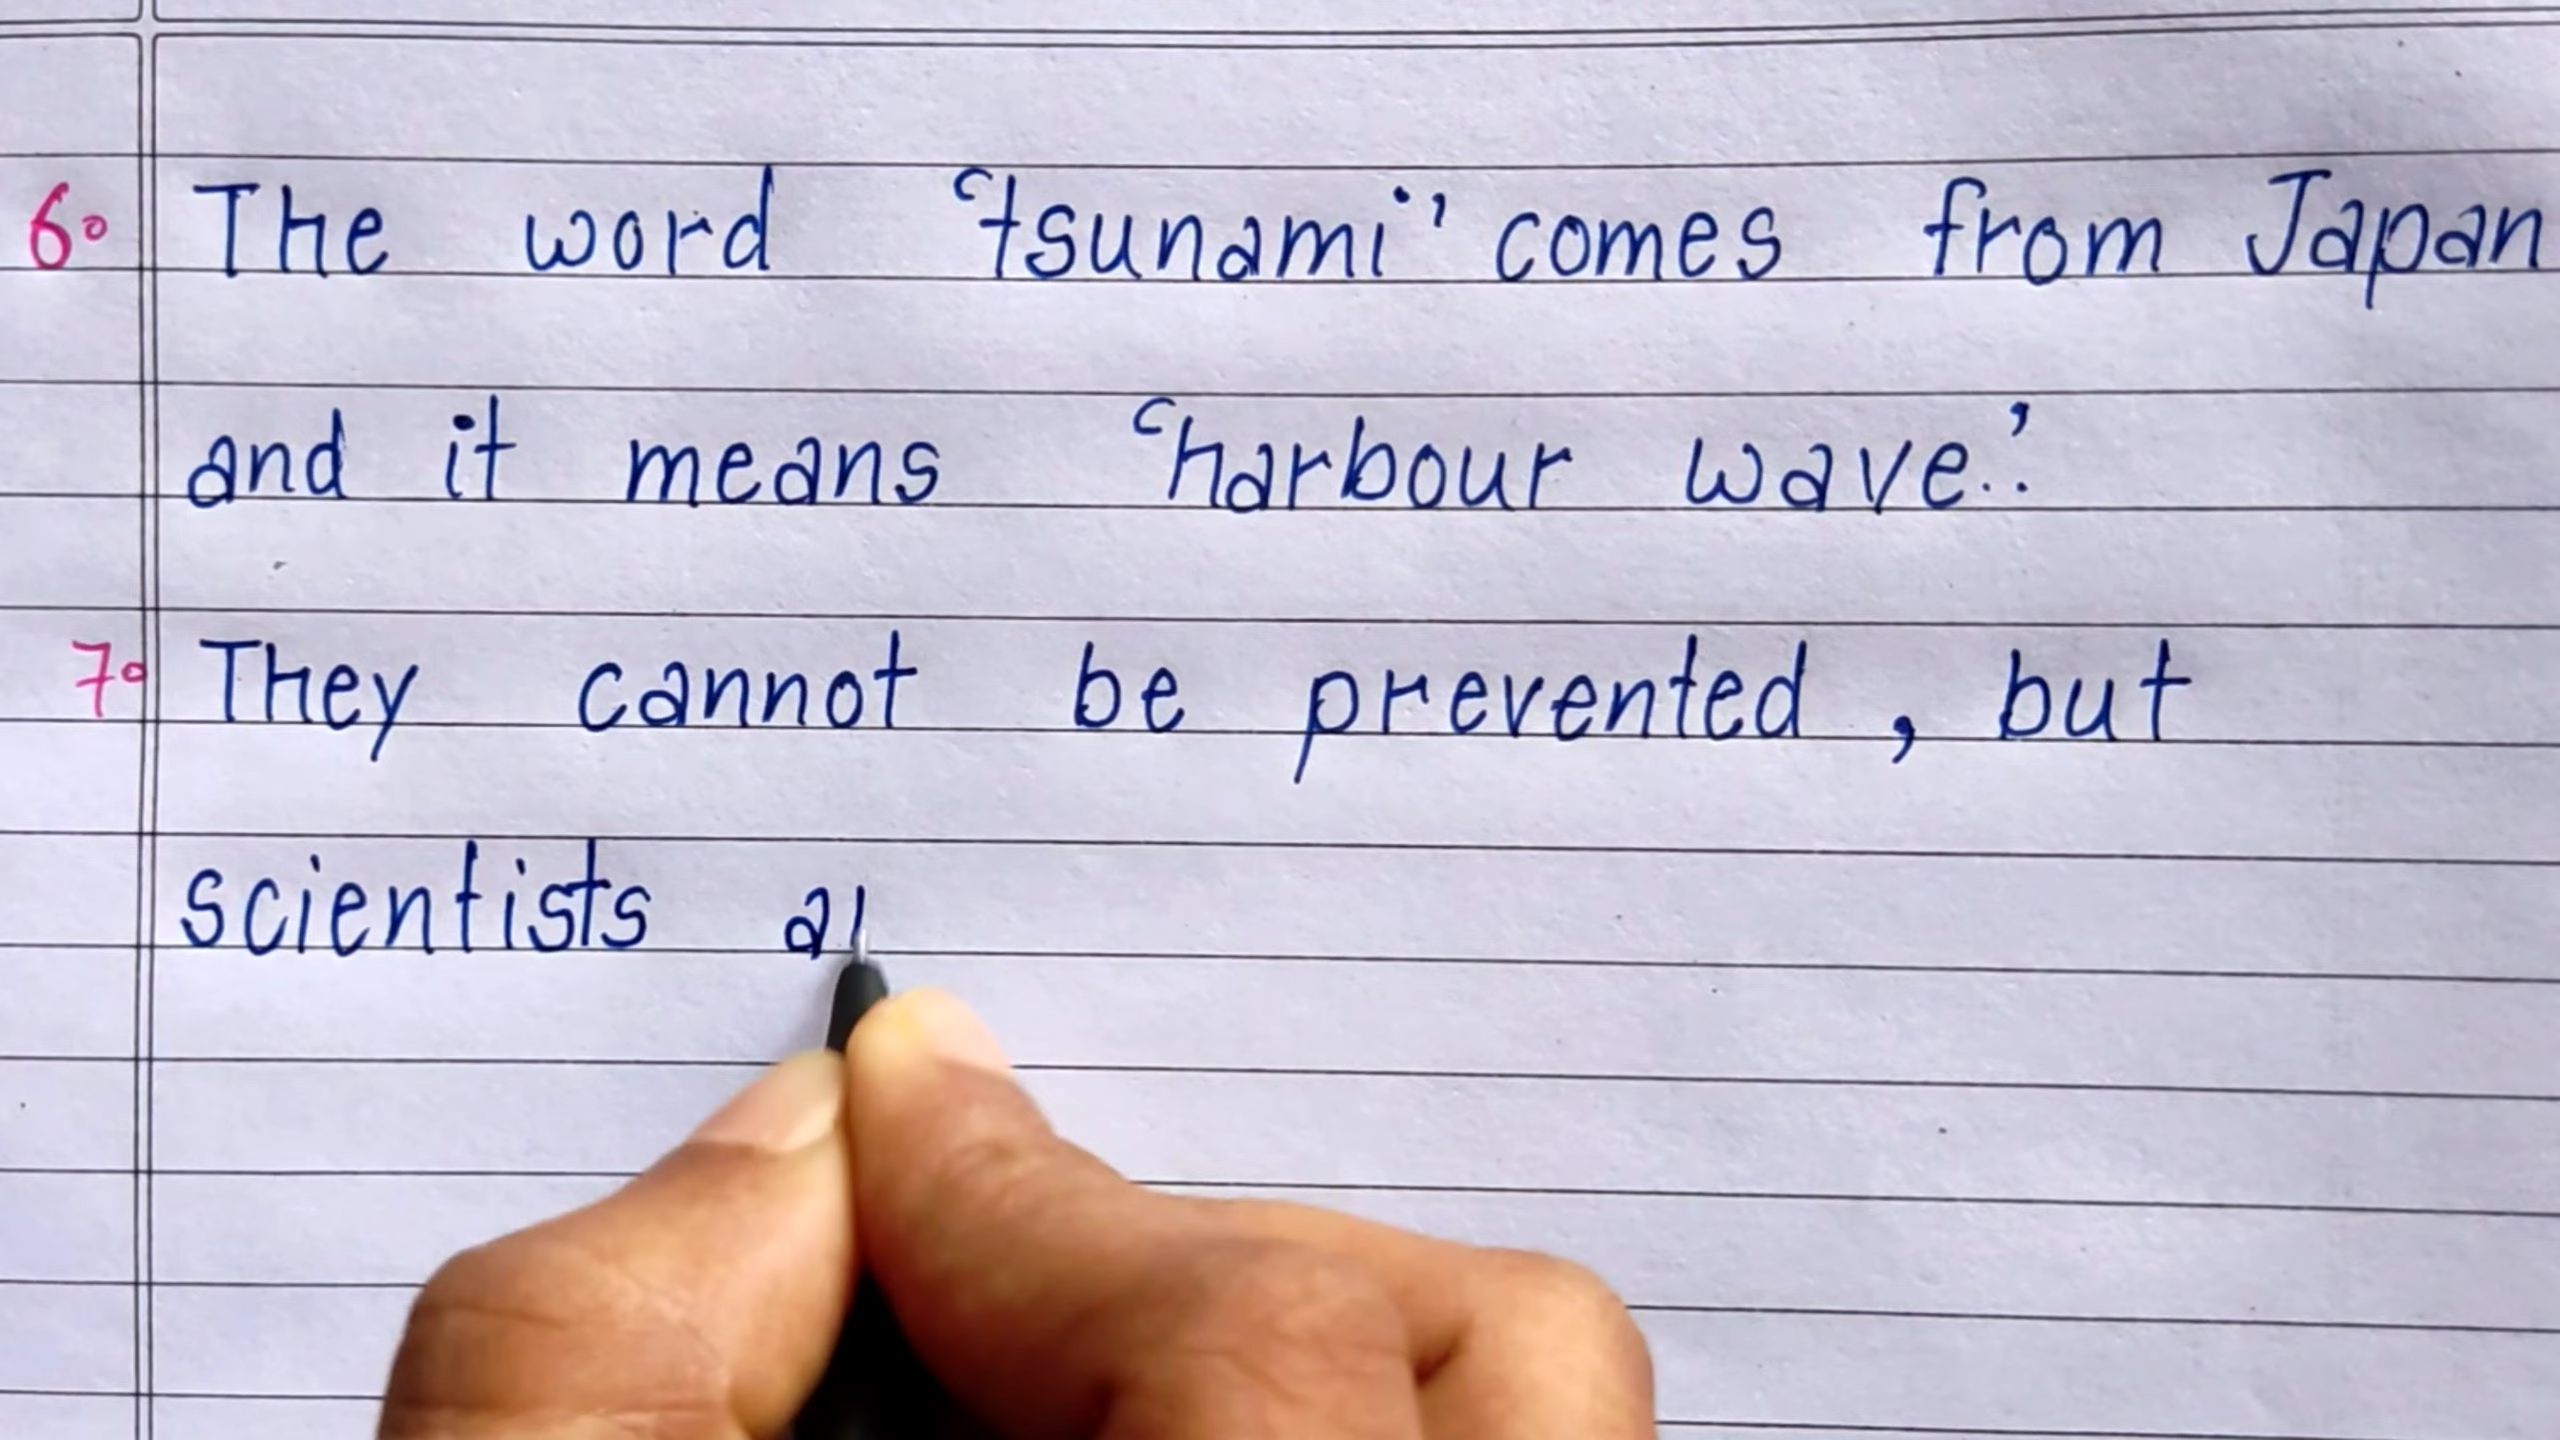 6. The word ‘tsunami’ comes from Japan
and it means ‘harbour wave.’.
7. They cannot be prevented, but
scientists